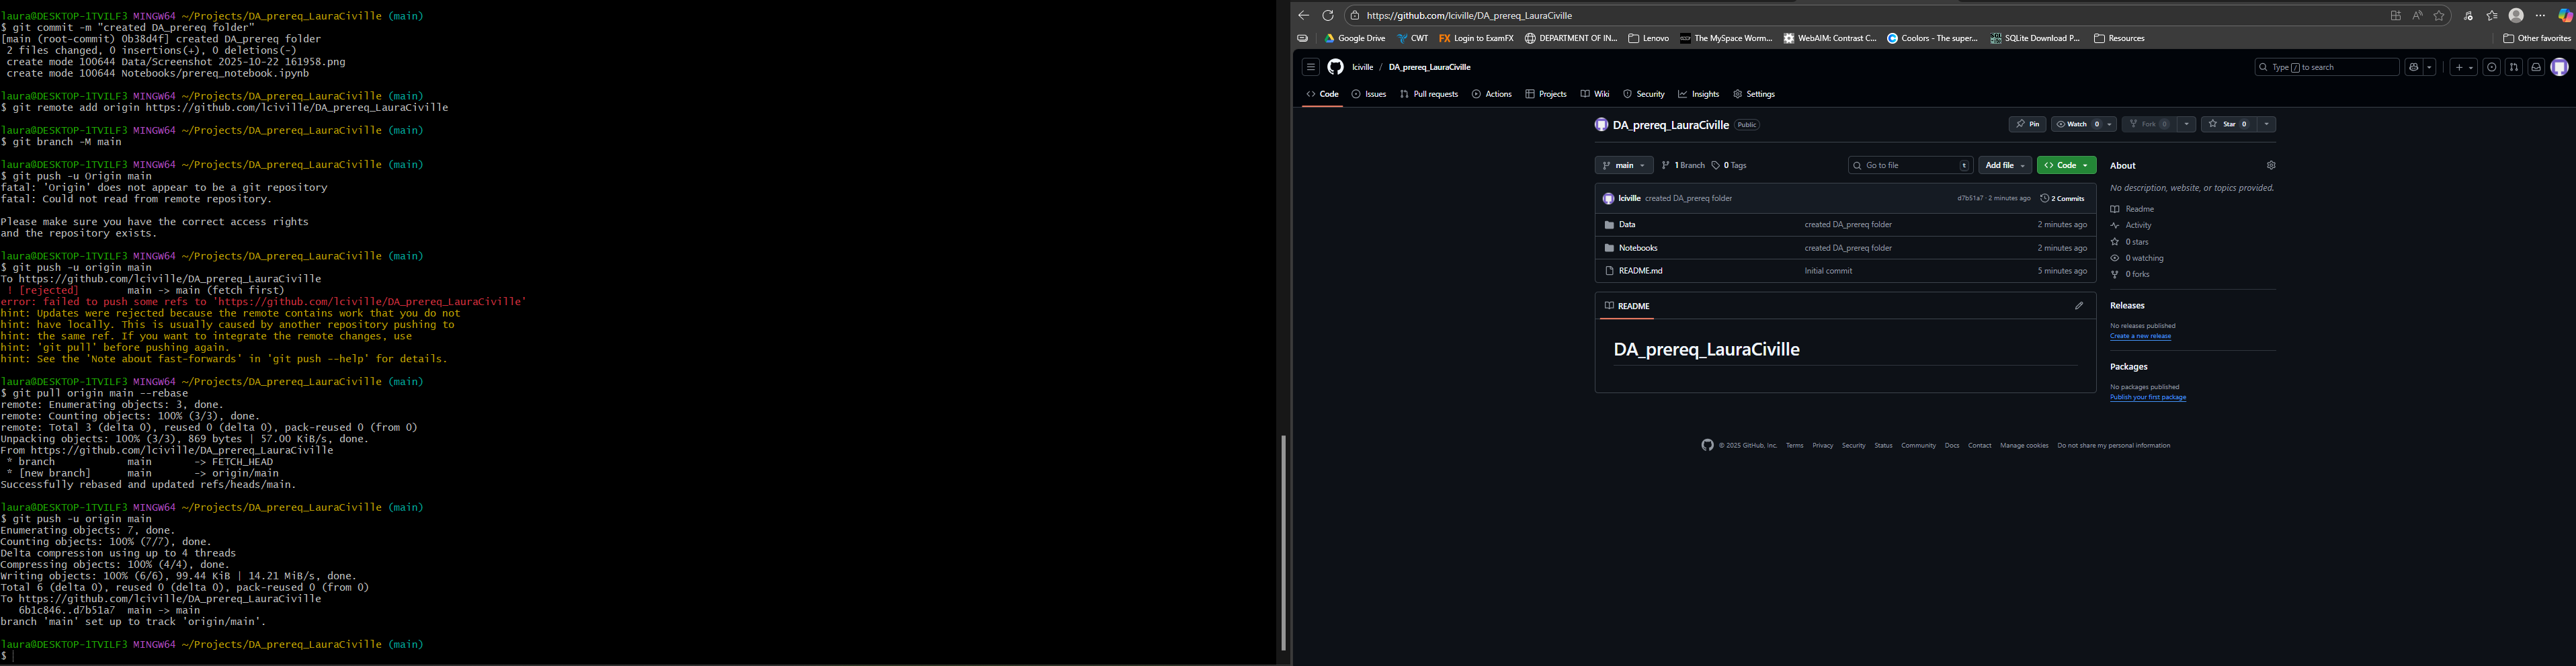 laura@DESKTOP-1TVILF3 MINGW64 ~/Projects/DA_prereq_LauraCiville (main)
$ git commit -m "created DA_prereq folder"
[main (root-commit) 0b38d4f] created DA_prereq folder
 2 files changed, 0 insertions(+), 0 deletions(-)
 create mode 100644 Data/Screenshot 2025-10-22 161958.png
 create mode 100644 Notebooks/prereq_notebook.ipynb
laura@DESKTOP-1TVILF3 MINGW64 ~/Projects/DA_prereq_LauraCiville (main)
$ git remote add origin https://github.com/lciville/DA_prereq_LauraCiville
laura@DESKTOP-1TVILF3 MINGW64 ~/Projects/DA_prereq_LauraCiville (main)
$ git branch -M main
laura@DESKTOP-1TVILF3 MINGW64 ~/Projects/DA_prereq_LauraCiville (main)
$ git push -u Origin main
fatal: 'Origin' does not appear to be a git repository
fatal: Could not read from remote repository.
Please make sure you have the correct access rights
and the repository exists.
laura@DESKTOP-1TVILF3 MINGW64 ~/Projects/DA_prereq_LauraCiville (main)
$ git push -u origin main
To https://github.com/lciville/DA_prereq_LauraCiville
 ! [rejected]        main -> main (fetch first)
error: failed to push some refs to 'https://github.com/lciville/DA_prereq_LauraCiville'
hint: Updates were rejected because the remote contains work that you do not
hint: have locally. This is usually caused by another repository pushing to
hint: the same ref. If you want to integrate the remote changes, use
hint: 'git pull' before pushing again.
hint: See the 'Note about fast-forwards' in 'git push --help' for details.
laura@DESKTOP-1TVILF3 MINGW64 ~/Projects/DA_prereq_LauraCiville (main)
$ git pull origin main --rebase
remote: Enumerating objects: 3, done.
remote: Counting objects: 100% (3/3), done.
remote: Total 3 (delta 0), reused 0 (delta 0), pack-reused 0 (from 0)
Unpacking objects: 100% (3/3), 869 bytes | 57.00 KiB/s, done.
From https://github.com/lciville/DA_prereq_LauraCiville
 * branch            main       -> FETCH_HEAD
 * [new branch]      main       -> origin/main
Successfully rebased and updated refs/heads/main.
laura@DESKTOP-1TVILF3 MINGW64 ~/Projects/DA_prereq_LauraCiville (main)
$ git push -u origin main
Enumerating objects: 7, done.
Counting objects: 100% (7/7), done.
Delta compression using up to 4 threads
Compressing objects: 100% (4/4), done.
Writing objects: 100% (6/6), 99.44 KiB | 14.21 MiB/s, done.
Total 6 (delta 0), reused 0 (delta 0), pack-reused 0 (from 0)
To https://github.com/lciville/DA_prereq_LauraCiville
   6b1c846..d7b51a7  main -> main
branch 'main' set up to track 'origin/main'.
laura@DESKTOP-1TVILF3 MINGW64 ~/Projects/DA_prereq_LauraCiville (main)
$
https://github.com/lciville/DA_prereq_LauraCiville
Google Drive CWT FX Login to ExamFX DEPARTMENT OF IN... Lenovo The MySpace Worm... WebAIM: Contrast C... Coolors - The super... SQLite Download P... Resources Other favorites
lciville / DA_prereq_LauraCiville Type / to search
Code Issues Pull requests Actions Projects Wiki Security Insights Settings
DA_prereq_LauraCiville Public Pin Watch 0 Fork 0 Star 0
main 1 Branch 0 Tags Go to file t Add file Code
lciville created DA_prereq folder d7b51a7 · 2 minutes ago 2 Commits
Data created DA_prereq folder 2 minutes ago
Notebooks created DA_prereq folder 2 minutes ago
README.md Initial commit 5 minutes ago
README
DA_prereq_LauraCiville
About
No description, website, or topics provided.
Readme
Activity
0 stars
0 watching
0 forks
Releases
No releases published
Create a new release
Packages
No packages published
Publish your first package
© 2025 GitHub, Inc. Terms Privacy Security Status Community Docs Contact Manage cookies Do not share my personal information